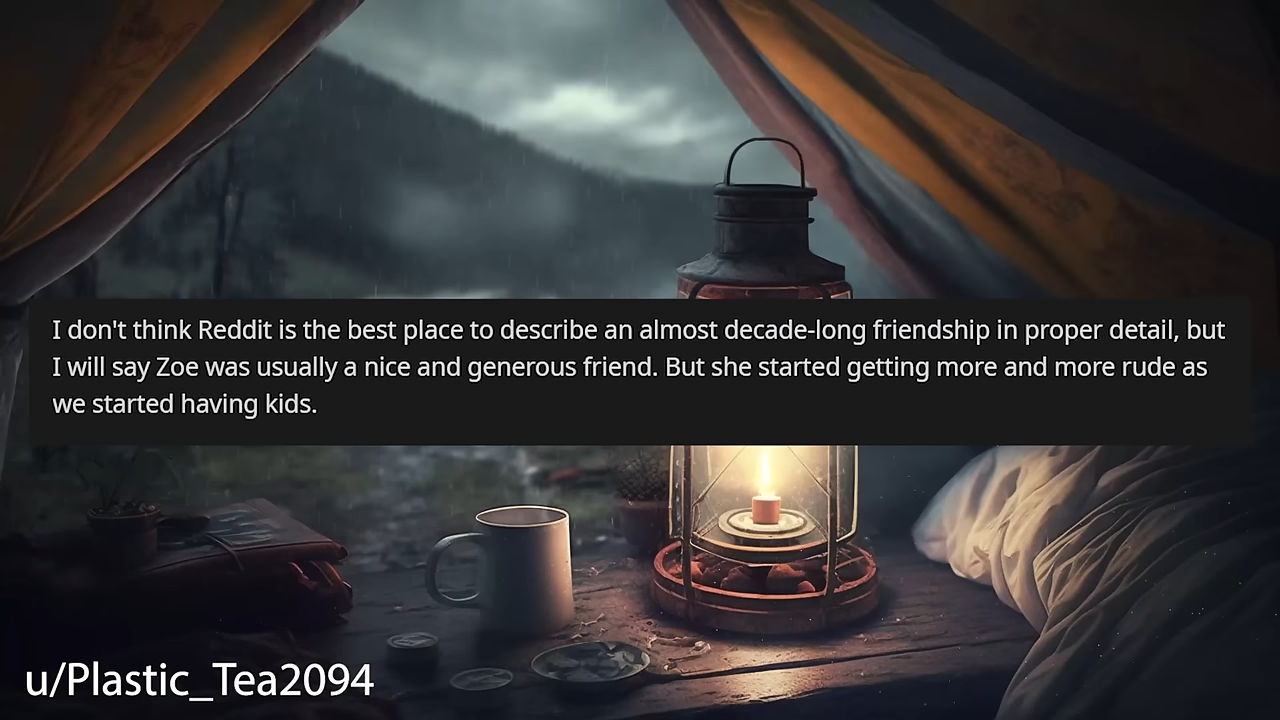 I don't think Reddit is the best place to describe an almost decade-long friendship in proper detail, but
I will say Zoe was usually a nice and generous friend. But she started getting more and more rude as
we started having kids.
u/Plastic_Tea2094